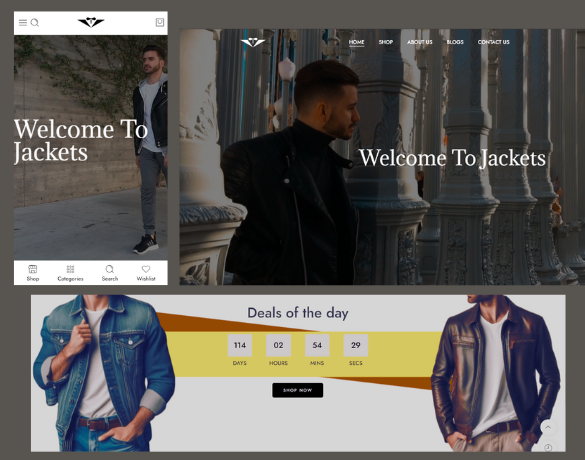 Welcome To
Jackets
Shop
Categories
Search
Wishlist
HOME
SHOP
ABOUT US
BLOGS
CONTACT US
Welcome To Jackets
Deals of the day
114
02
54
29
DAYS
HOURS
MINS
SECS
SHOP NOW